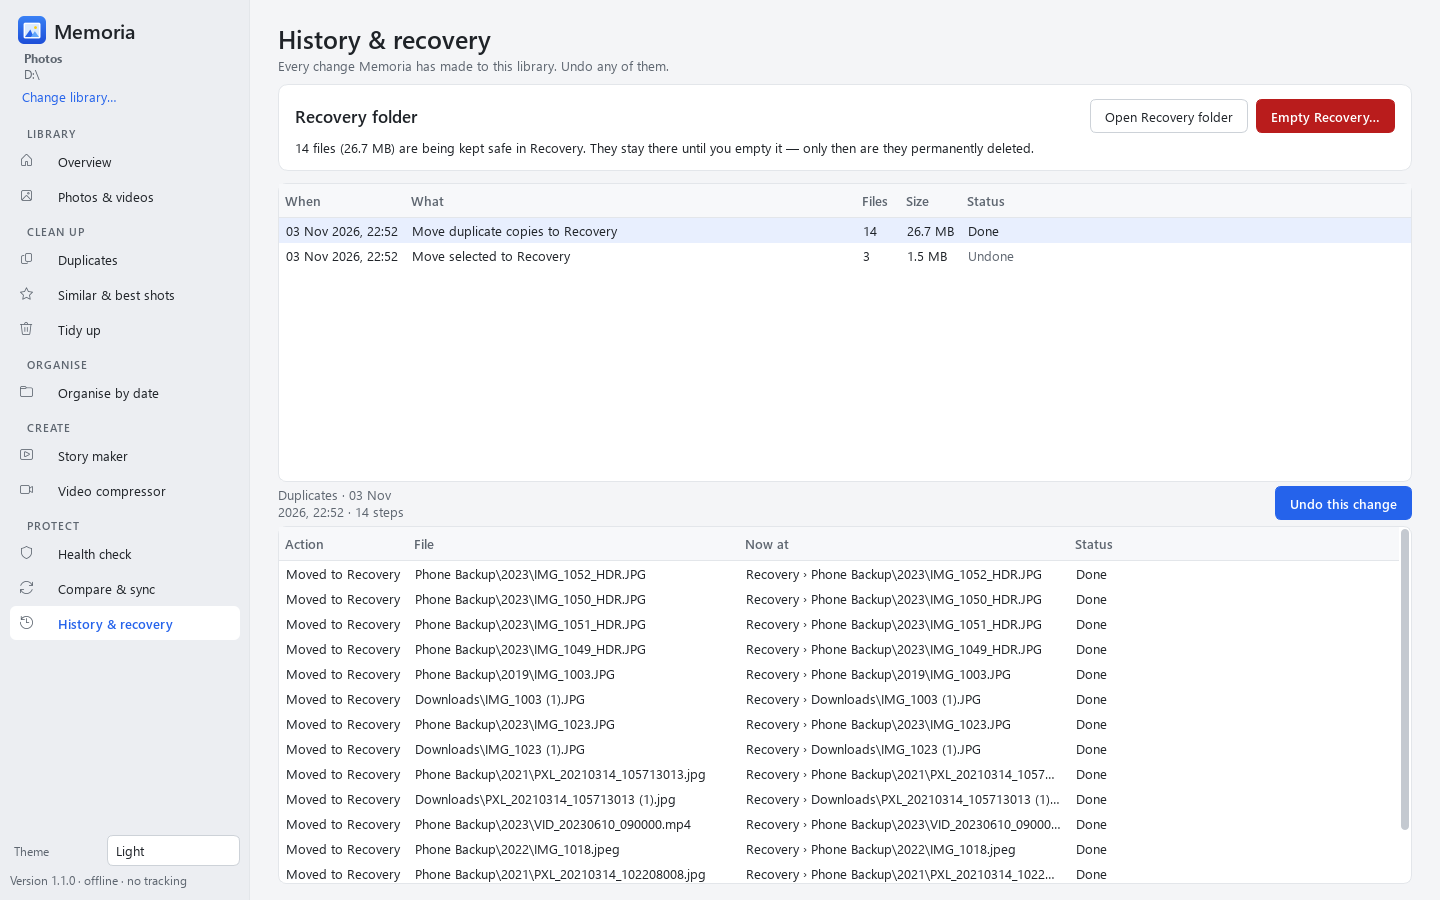 Memoria
Photos
D:\
Change library...
LIBRARY
Overview
Photos & videos
CLEAN UP
Duplicates
Similar & best shots
Tidy up
ORGANISE
Organise by date
CREATE
Story maker
Video compressor
PROTECT
Health check
Compare & sync
History & recovery
Theme
Light
Version 1.1.0 · offline · no tracking
History & recovery
Every change Memoria has made to this library. Undo any of them.
Recovery folder
Open Recovery folder
Empty Recovery...
14 files (26.7 MB) are being kept safe in Recovery. They stay there until you empty it — only then are they permanently deleted.
When What Files Size Status
03 Nov 2026, 22:52 Move duplicate copies to Recovery 14 26.7 MB Done
03 Nov 2026, 22:52 Move selected to Recovery 3 1.5 MB Undone
Duplicates · 03 Nov
2026, 22:52 · 14 steps
Undo this change
Action File Now at Status
Moved to Recovery Phone Backup\2023\IMG_1052_HDR.JPG Recovery › Phone Backup\2023\IMG_1052_HDR.JPG Done
Moved to Recovery Phone Backup\2023\IMG_1050_HDR.JPG Recovery › Phone Backup\2023\IMG_1050_HDR.JPG Done
Moved to Recovery Phone Backup\2023\IMG_1051_HDR.JPG Recovery › Phone Backup\2023\IMG_1051_HDR.JPG Done
Moved to Recovery Phone Backup\2023\IMG_1049_HDR.JPG Recovery › Phone Backup\2023\IMG_1049_HDR.JPG Done
Moved to Recovery Phone Backup\2019\IMG_1003.JPG Recovery › Phone Backup\2019\IMG_1003.JPG Done
Moved to Recovery Downloads\IMG_1003 (1).JPG Recovery › Downloads\IMG_1003 (1).JPG Done
Moved to Recovery Phone Backup\2023\IMG_1023.JPG Recovery › Phone Backup\2023\IMG_1023.JPG Done
Moved to Recovery Downloads\IMG_1023 (1).JPG Recovery › Downloads\IMG_1023 (1).JPG Done
Moved to Recovery Phone Backup\2021\PXL_20210314_105713013.jpg Recovery › Phone Backup\2021\PXL_20210314_1057... Done
Moved to Recovery Downloads\PXL_20210314_105713013 (1).jpg Recovery › Downloads\PXL_20210314_105713013 (1)... Done
Moved to Recovery Phone Backup\2023\VID_20230610_090000.mp4 Recovery › Phone Backup\2023\VID_20230610_09000... Done
Moved to Recovery Phone Backup\2022\IMG_1018.jpeg Recovery › Phone Backup\2022\IMG_1018.jpeg Done
Moved to Recovery Phone Backup\2021\PXL_20210314_102208008.jpg Recovery › Phone Backup\2021\PXL_20210314_1022... Done